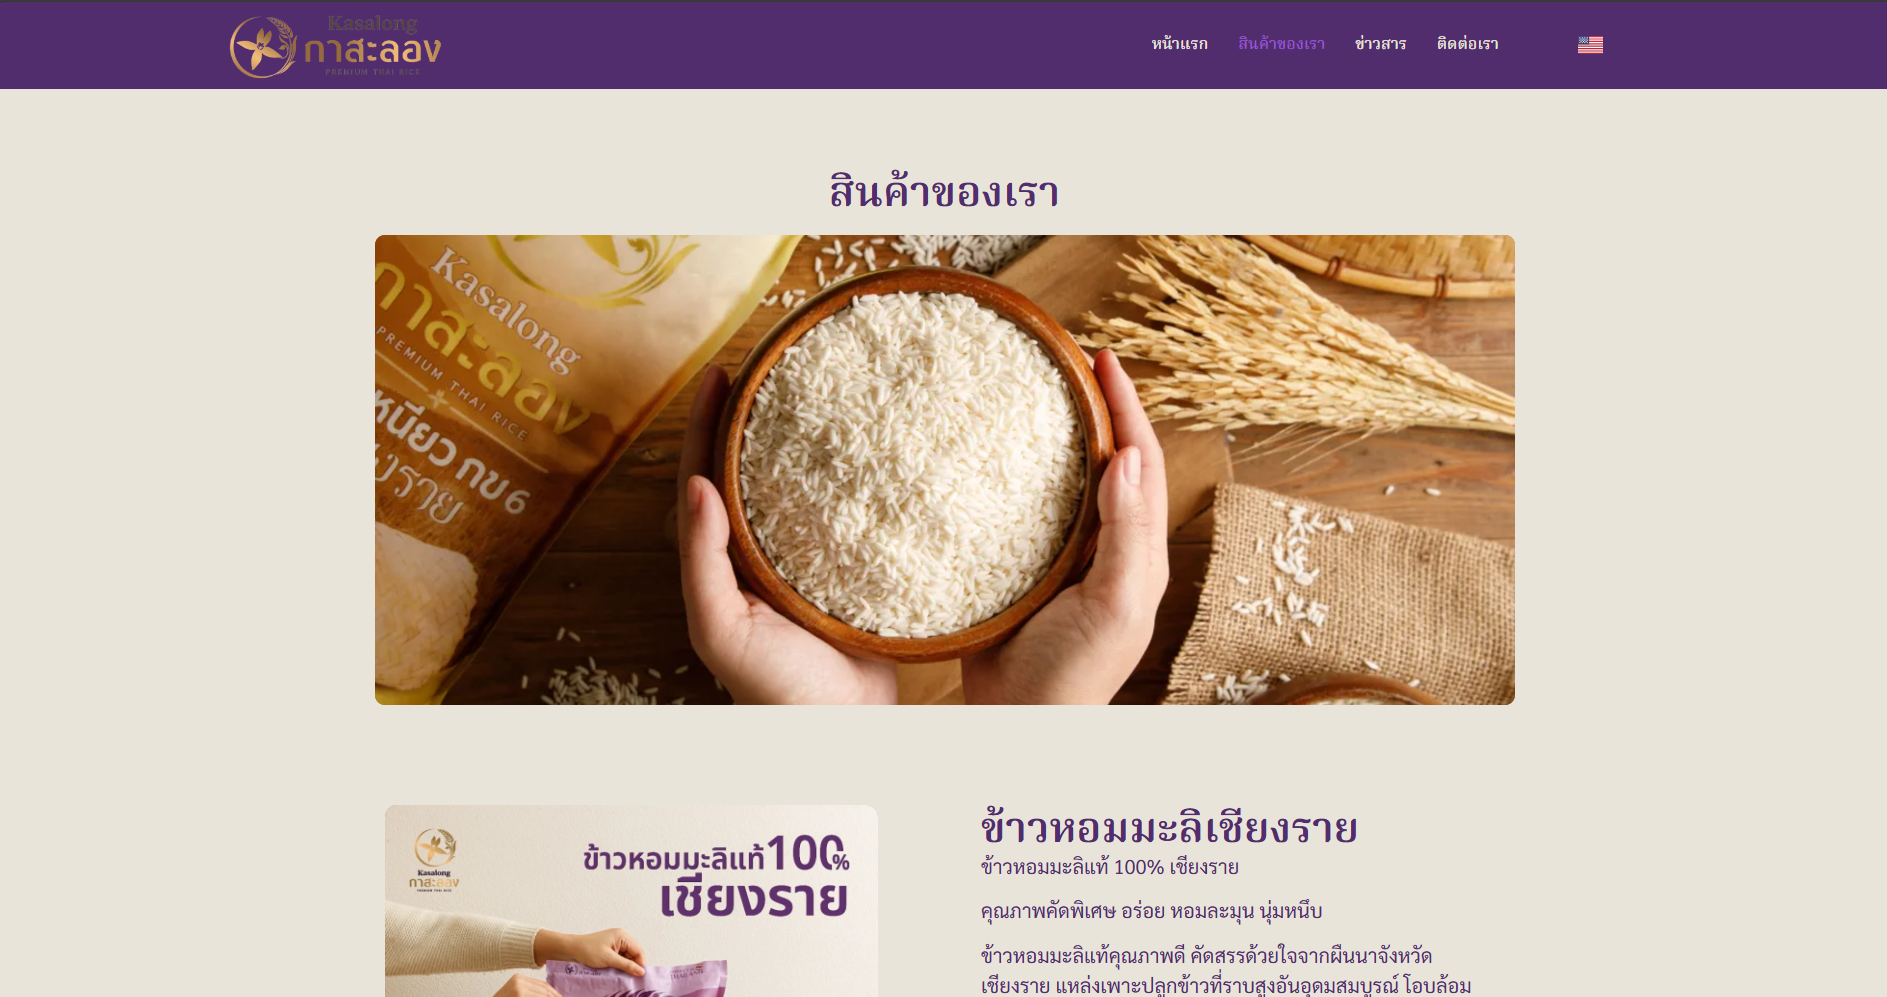 Kasalong
กาสะลอง
PREMIUM THAI RICE
หน้าแรก
สินค้าของเรา
ข่าวสาร
ติดต่อเรา
สินค้าของเรา
Kasalong
กาสะลอง
PREMIUM THAI RICE
หนียว กข6
ราย
ข้าวหอมมะลิแท้ 100%
เชียงราย
Kasalong
กาสะลอง
PREMIUM THAI RICE
ข้าวหอมมะลิเชียงราย
ข้าวหอมมะลิแท้ 100% เชียงราย
คุณภาพคัดพิเศษ อร่อย หอมละมุน นุ่มหนึบ
ข้าวหอมมะลิแท้คุณภาพดี คัดสรรด้วยใจจากผืนนาจังหวัด
เชียงราย แหล่งเพาะปลูกข้าวที่ราบสูงอันอุดมสมบูรณ์ โอบล้อม